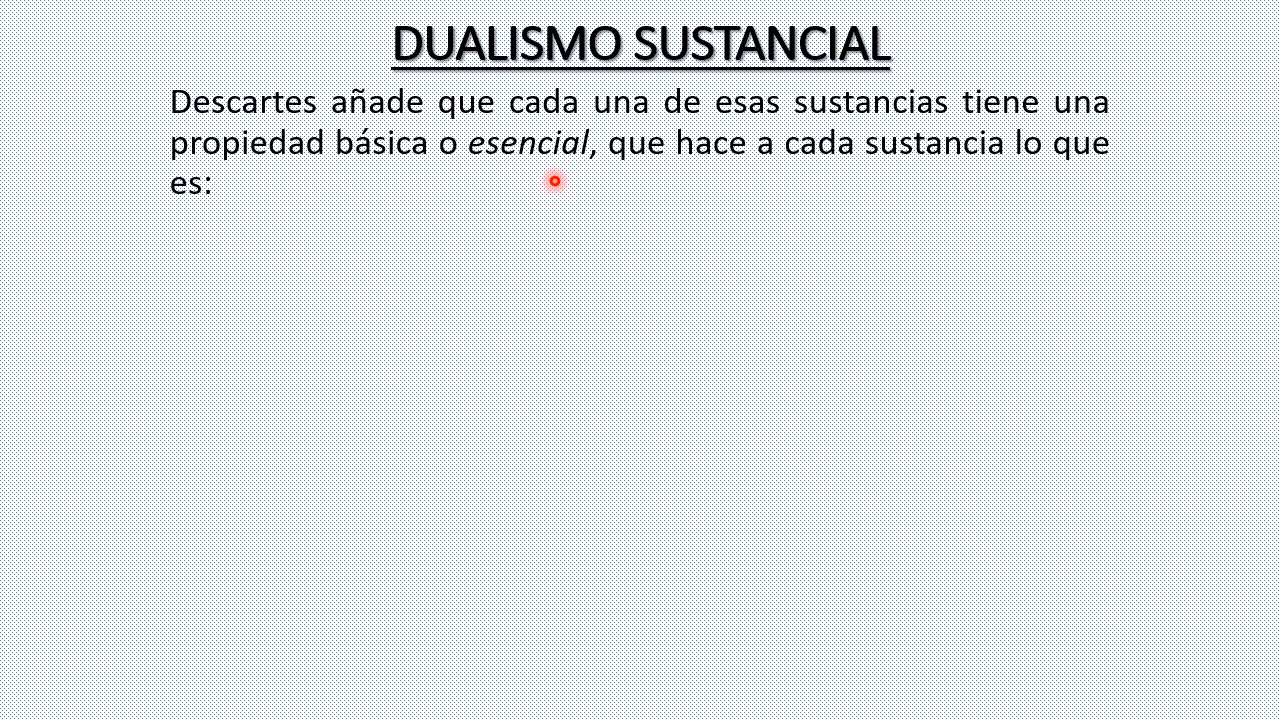 DUALISMO SUSTANCIAL
Descartes añade que cada una de esas sustancias tiene una
propiedad básica o esencial, que hace a cada sustancia lo que
es: